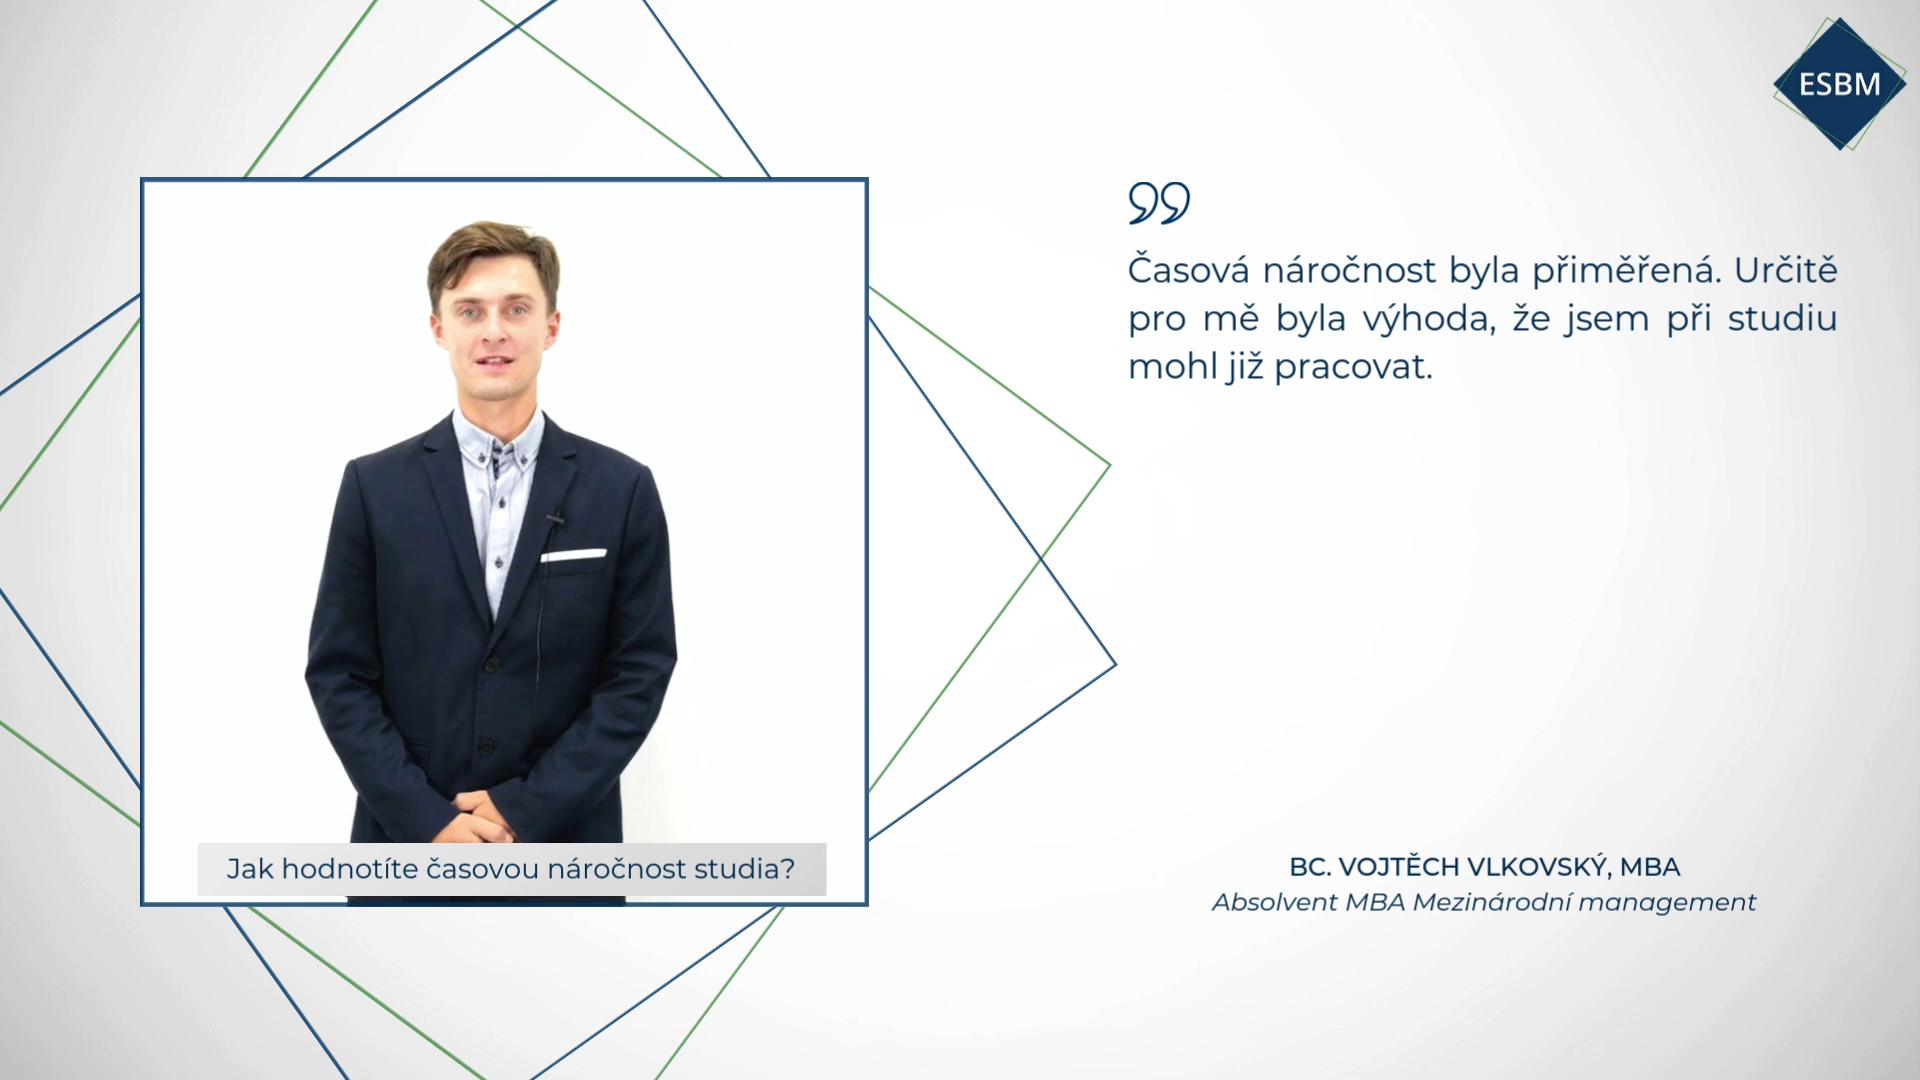 ESBM
Časová náročnost byla přiměřená. Určitě
pro mě byla výhoda, že jsem při studiu
mohl již pracovat.
Jak hodnotíte časovou náročnost studia?
BC. VOJTĚCH VLKOVSKÝ, MBA
Absolvent MBA Mezinárodní management